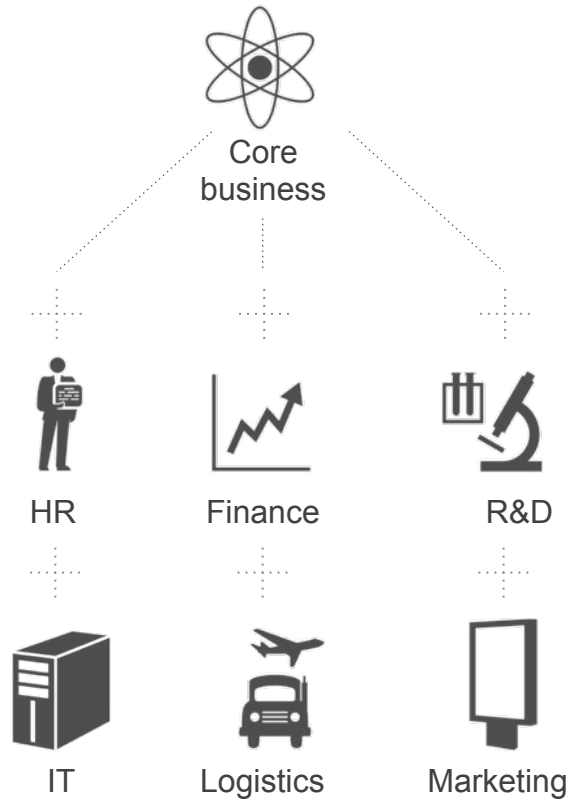 Core
business
HR
Finance
R&D
IT
Logistics
Marketing